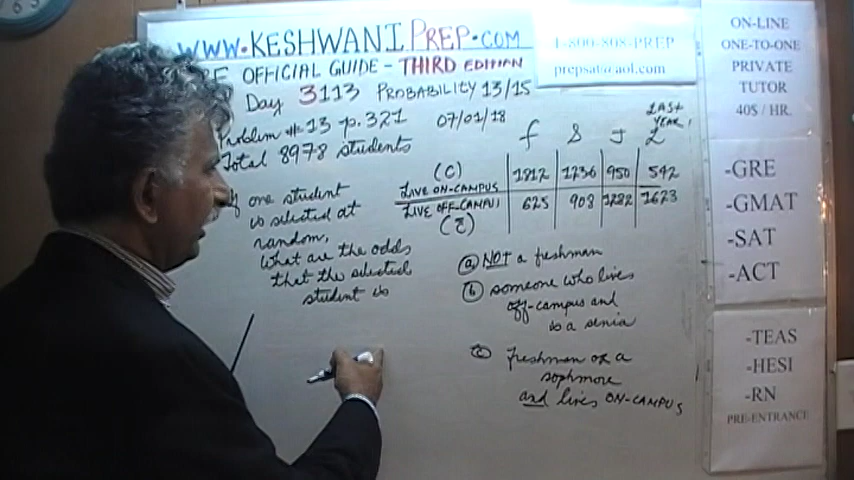 WWW.KESHWANIPREP.COM
OFFICIAL GUIDE - THIRD EDITION
Day 3113 PROBABILITY 13/15
Problem # 13 p. 321 07/01/18
Total 8978 students
one student
is selected at
random,
what are the odds
that the selected
student is
LAST
YEAR
f S J L
(C)
LIVE ON-CAMPUS 1812 1236 950 542
LIVE OFF-CAMPUS 625 908 1282 1623
(C̅)
(a) NOT a freshman
(b) someone who lives
off-campus and
is a senia
(c) freshman or a
sophmore
and lives ON-CAMPUS
1-800-808-PREP
prepsat@aol.com
ON-LINE
ONE-TO-ONE
PRIVATE
TUTOR
40$ / HR.
-GRE
-GMAT
-SAT
-ACT
-TEAS
-HESI
-RN
PRE-ENTRANCE